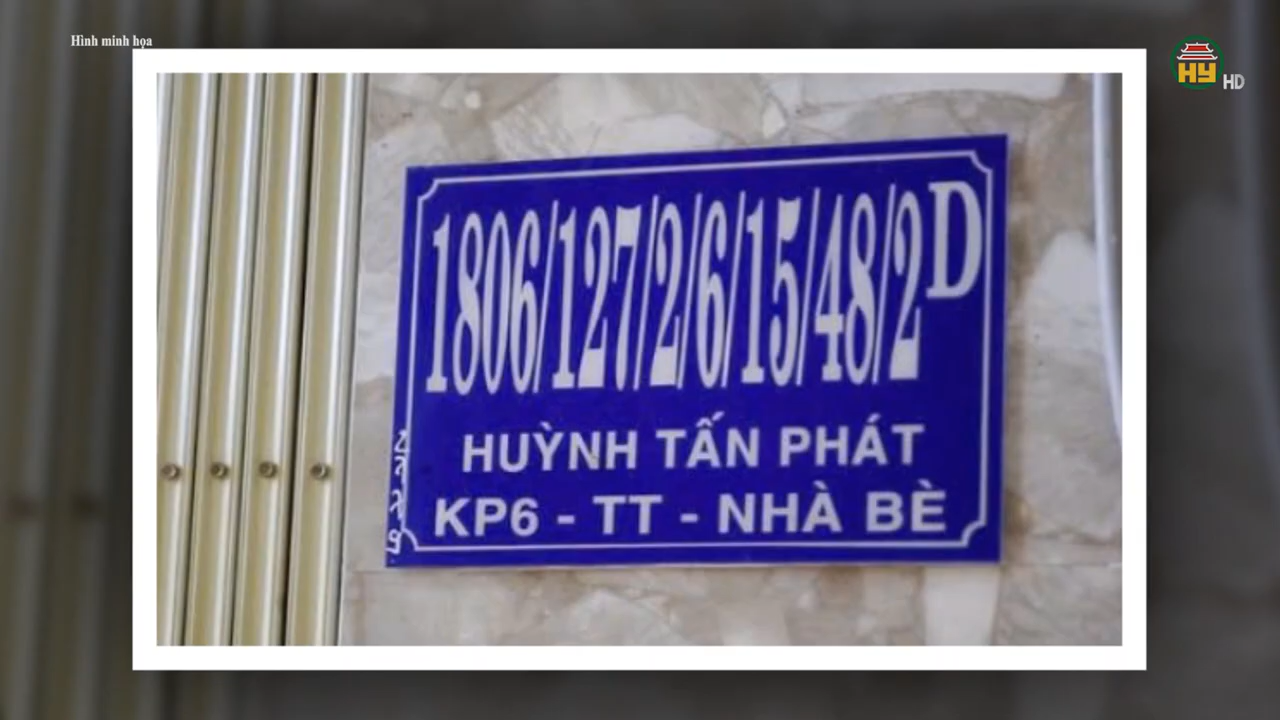 Hình minh họa
HY HD
1806/127/2/6/15/48/2D
HUỲNH TẤN PHÁT
KP6 - TT - NHÀ BÈ